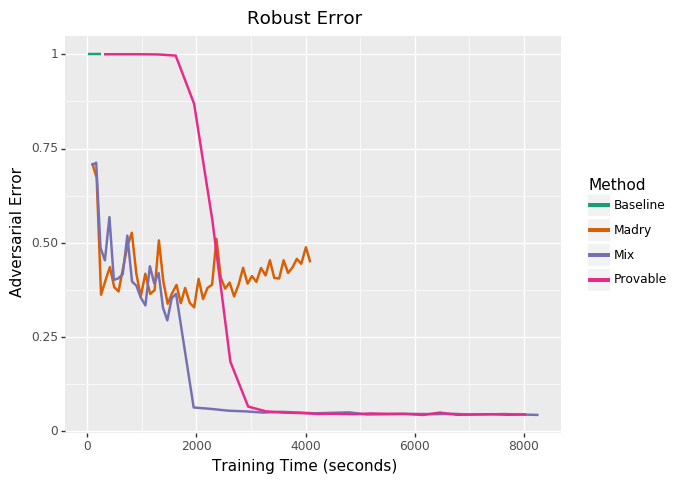 Robust Error
1
0.75
0.50
0.25
0
Adversarial Error
0
2000
4000
6000
8000
Training Time (seconds)
Method
Baseline
Madry
Mix
Provable